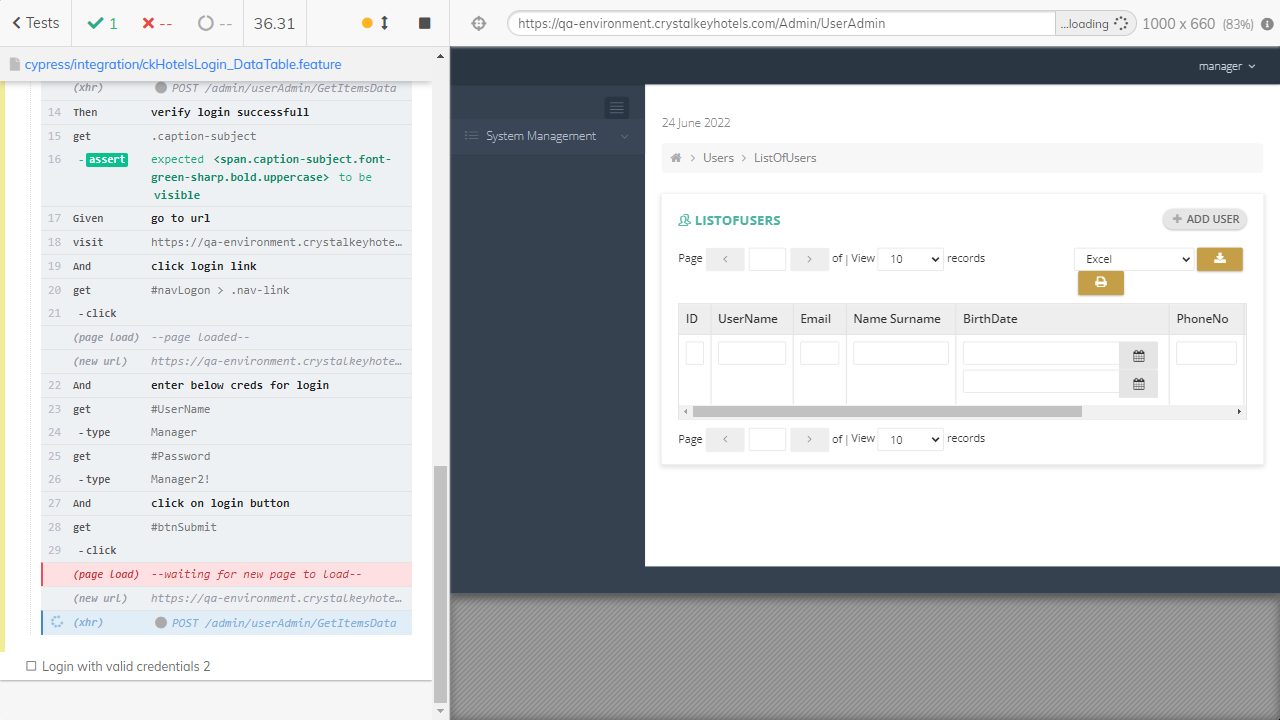 Tests
1
--
--
36.31
https://qa-environment.crystalkeyhotels.com/Admin/UserAdmin
...loading
1000 x 660 (83%)
cypress/integration/ckHotelsLogin_DataTable.feature
(xhr) POST /admin/userAdmin/GetItemsData
14 Then verify login successfull
15 get .caption-subject
16 - assert expected <span.caption-subject.font-
green-sharp.bold.uppercase> to be
visible
17 Given go to url
18 visit https://qa-environment.crystalkeyhote…
19 And click login link
20 get #navLogon > .nav-link
21 - click
(page load) --page loaded--
(new url) https://qa-environment.crystalkeyhote…
22 And enter below creds for login
23 get #UserName
24 - type Manager
25 get #Password
26 - type Manager2!
27 And click on login button
28 get #btnSubmit
29 - click
(page load) --waiting for new page to load--
(new url) https://qa-environment.crystalkeyhote…
(xhr) POST /admin/userAdmin/GetItemsData
Login with valid credentials 2
manager
System Management
24 June 2022
Users > ListOfUsers
LISTOFUSERS
+ ADD USER
Page < > of | View 10 records
Excel
ID UserName Email Name Surname BirthDate PhoneNo
Page < > of | View 10 records